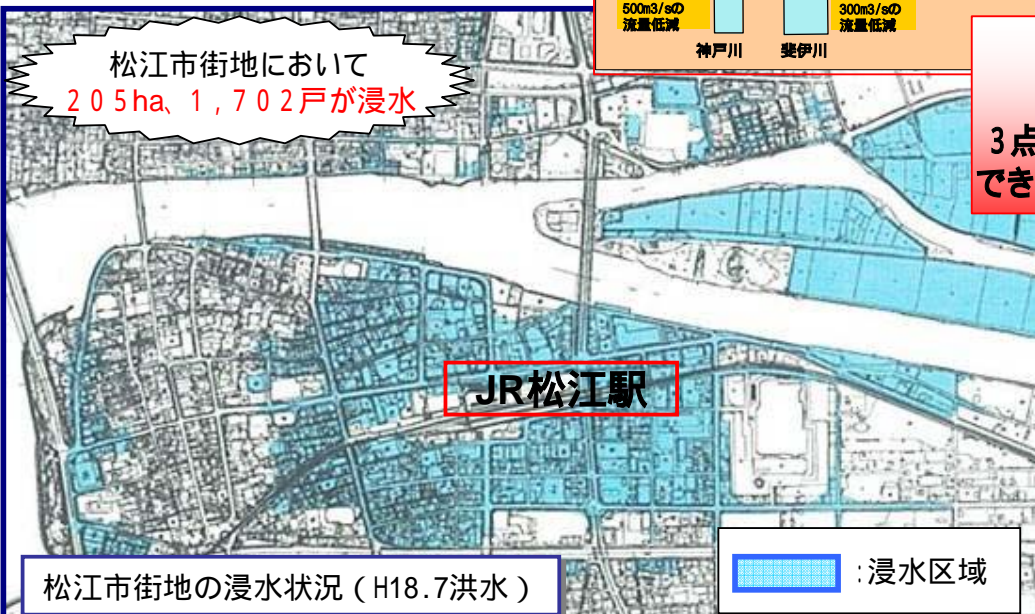 500m3/sの
流量低減
神戸川
斐伊川
300m3/sの
流量低減
3点
でき
松江市街地において
205ha、1,702戸が浸水
JR松江駅
松江市街地の浸水状況（H18.7洪水）
:浸水区域